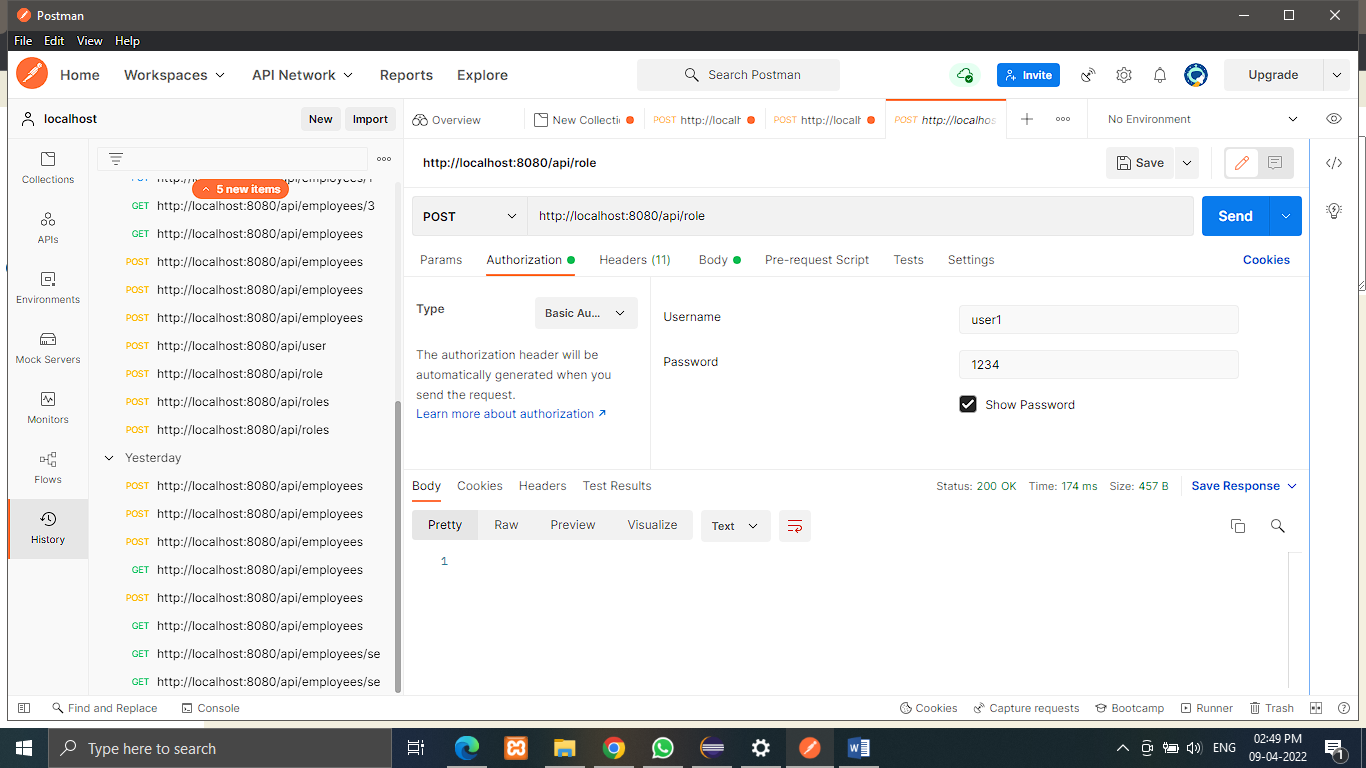 Postman
File Edit View Help
Home Workspaces API Network Reports Explore Search Postman Invite Upgrade
localhost New Import
Overview New Collectic POST http://localh POST http://localh POST http://localhos No Environment
Collections
APIs
Environments
Mock Servers
Monitors
Flows
History
5 new items
GET http://localhost:8080/api/employees/3
GET http://localhost:8080/api/employees
POST http://localhost:8080/api/employees
POST http://localhost:8080/api/employees
POST http://localhost:8080/api/employees
POST http://localhost:8080/api/user
POST http://localhost:8080/api/role
POST http://localhost:8080/api/roles
POST http://localhost:8080/api/roles
Yesterday
POST http://localhost:8080/api/employees
POST http://localhost:8080/api/employees
POST http://localhost:8080/api/employees
GET http://localhost:8080/api/employees
POST http://localhost:8080/api/employees
GET http://localhost:8080/api/employees
GET http://localhost:8080/api/employees/se
GET http://localhost:8080/api/employees/se
http://localhost:8080/api/role Save
POST http://localhost:8080/api/role Send
Params Authorization Headers (11) Body Pre-request Script Tests Settings Cookies
Type Basic Au...
The authorization header will be
automatically generated when you
send the request.
Learn more about authorization ↗
Username user1
Password 1234
Show Password
Body Cookies Headers Test Results Status: 200 OK Time: 174 ms Size: 457 B Save Response
Pretty Raw Preview Visualize Text
1
Find and Replace Console Cookies Capture requests Bootcamp Runner Trash
Type here to search
ENG 02:49 PM
09-04-2022
1